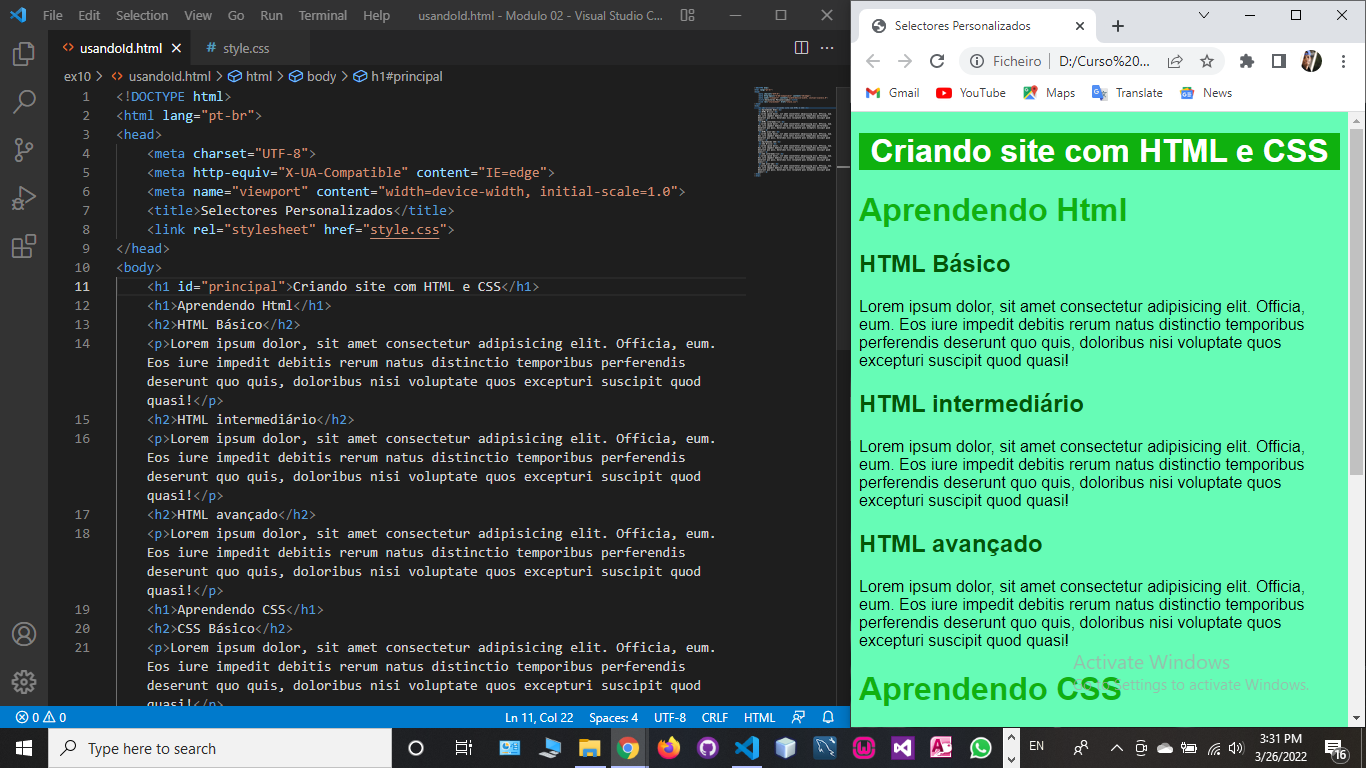 File Edit Selection View Go Run Terminal Help usandoId.html - Modulo 02 - Visual Studio C...
usandoId.html
# style.css
ex10 > usandoId.html > html > body > h1#principal
1 <!DOCTYPE html>
2 <html lang="pt-br">
3 <head>
4 <meta charset="UTF-8">
5 <meta http-equiv="X-UA-Compatible" content="IE=edge">
6 <meta name="viewport" content="width=device-width, initial-scale=1.0">
7 <title>Selectores Personalizados</title>
8 <link rel="stylesheet" href="style.css">
9 </head>
10 <body>
11 <h1 id="principal">Criando site com HTML e CSS</h1>
12 <h1>Aprendendo Html</h1>
13 <h2>HTML Básico</h2>
14 <p>Lorem ipsum dolor, sit amet consectetur adipisicing elit. Officia, eum.
Eos iure impedit debitis rerum natus distinctio temporibus perferendis
deserunt quo quis, doloribus nisi voluptate quos excepturi suscipit quod
quasi!</p>
15 <h2>HTML intermediário</h2>
16 <p>Lorem ipsum dolor, sit amet consectetur adipisicing elit. Officia, eum.
Eos iure impedit debitis rerum natus distinctio temporibus perferendis
deserunt quo quis, doloribus nisi voluptate quos excepturi suscipit quod
quasi!</p>
17 <h2>HTML avançado</h2>
18 <p>Lorem ipsum dolor, sit amet consectetur adipisicing elit. Officia, eum.
Eos iure impedit debitis rerum natus distinctio temporibus perferendis
deserunt quo quis, doloribus nisi voluptate quos excepturi suscipit quod
quasi!</p>
19 <h1>Aprendendo CSS</h1>
20 <h2>CSS Básico</h2>
21 <p>Lorem ipsum dolor, sit amet consectetur adipisicing elit. Officia, eum.
Eos iure impedit debitis rerum natus distinctio temporibus perferendis
deserunt quo quis, doloribus nisi voluptate quos excepturi suscipit quod
quasi!</p>
0 0 Ln 11, Col 22 Spaces: 4 UTF-8 CRLF HTML
Selectores Personalizados
Ficheiro | D:/Curso%20...
Gmail YouTube Maps Translate News
Criando site com HTML e CSS
Aprendendo Html
HTML Básico
Lorem ipsum dolor, sit amet consectetur adipisicing elit. Officia,
eum. Eos iure impedit debitis rerum natus distinctio temporibus
perferendis deserunt quo quis, doloribus nisi voluptate quos
excepturi suscipit quod quasi!
HTML intermediário
Lorem ipsum dolor, sit amet consectetur adipisicing elit. Officia,
eum. Eos iure impedit debitis rerum natus distinctio temporibus
perferendis deserunt quo quis, doloribus nisi voluptate quos
excepturi suscipit quod quasi!
HTML avançado
Lorem ipsum dolor, sit amet consectetur adipisicing elit. Officia,
eum. Eos iure impedit debitis rerum natus distinctio temporibus
perferendis deserunt quo quis, doloribus nisi voluptate quos
excepturi suscipit quod quasi!
Activate Windows
Go to Settings to activate Windows.
Aprendendo CSS
Type here to search
EN
3:31 PM
3/26/2022
16